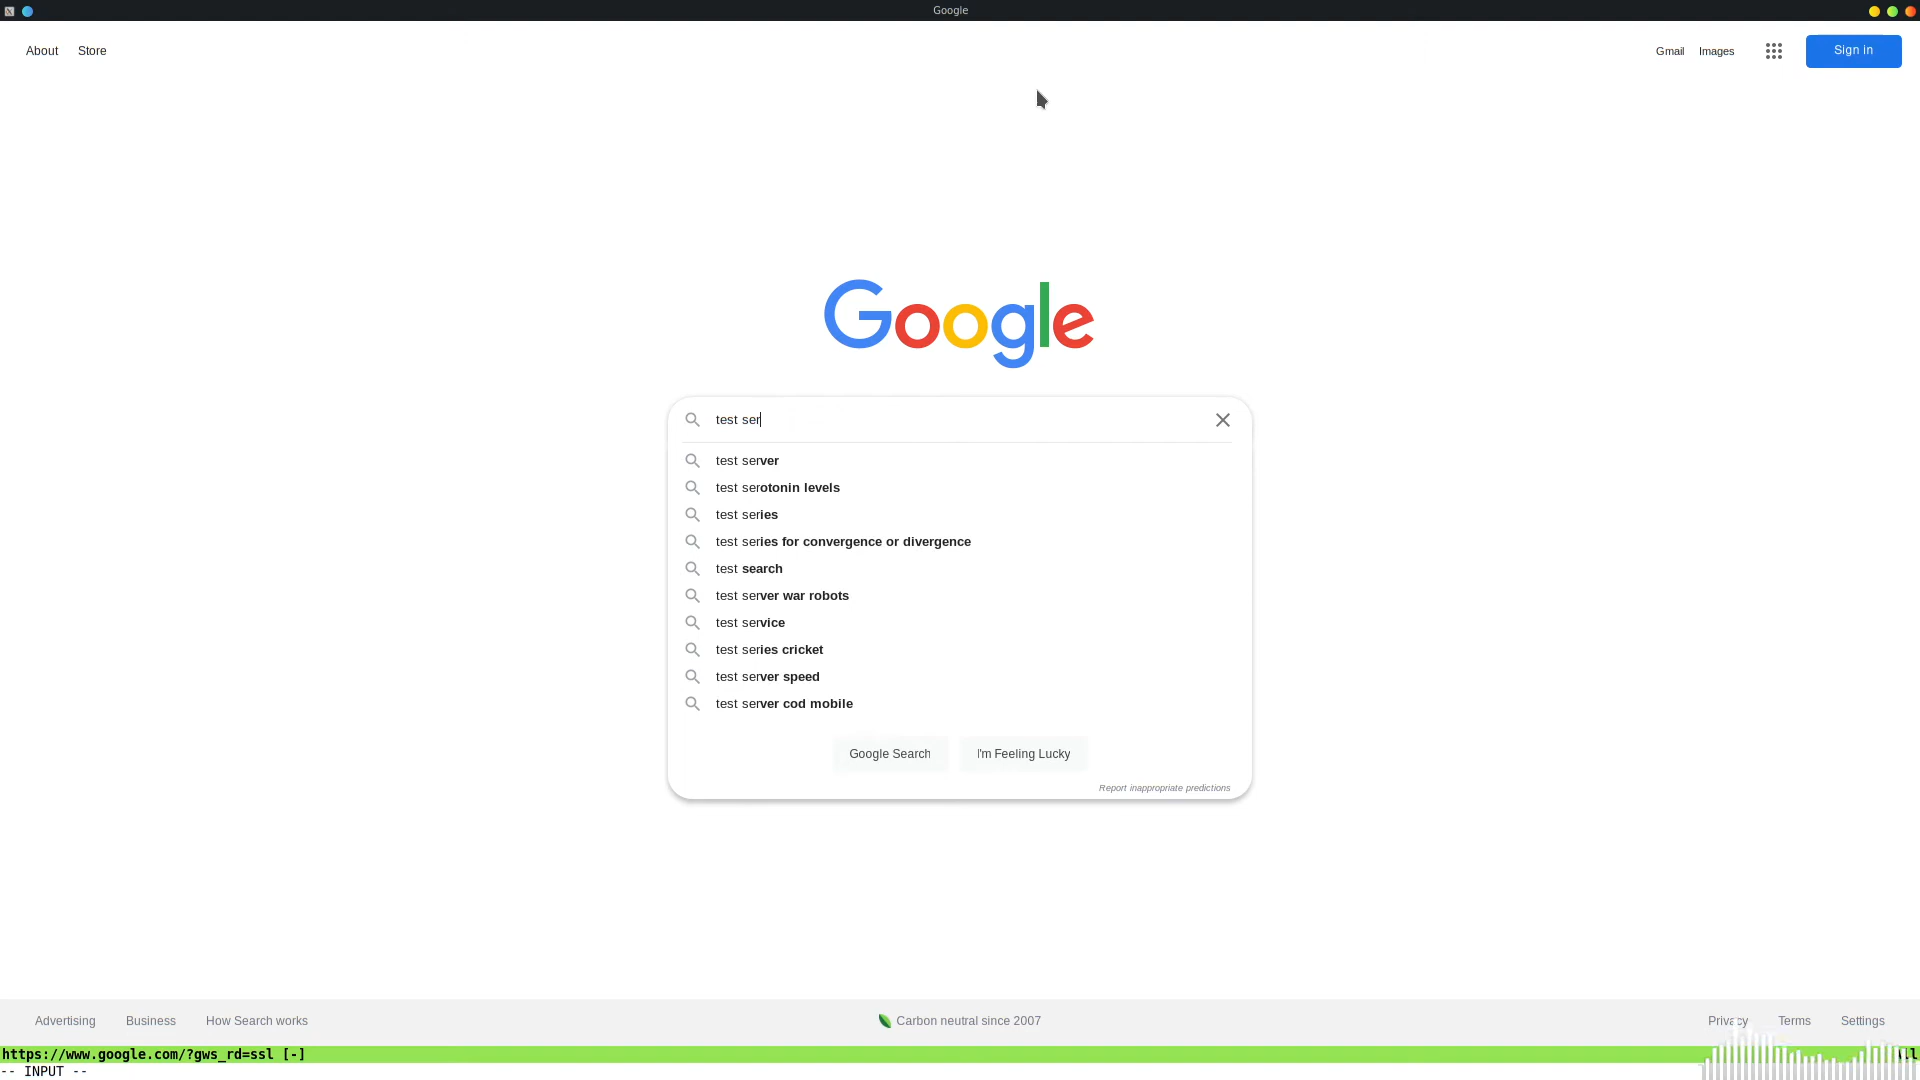 Google
About Store
Gmail Images Sign in
Google
test ser
test server
test serotonin levels
test series
test series for convergence or divergence
test search
test server war robots
test service
test series cricket
test server speed
test server cod mobile
Google Search I'm Feeling Lucky
Report inappropriate predictions
Advertising Business How Search works Carbon neutral since 2007 Privacy Terms Settings
https://www.google.com/?gws_rd=ssl [-] All
-- INPUT --